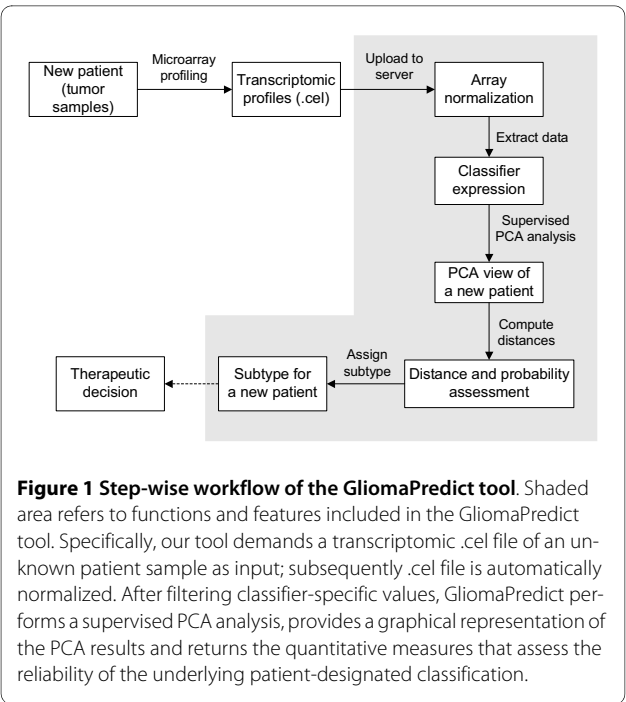 New patient
(tumor
samples)
Microarray
profiling
Transcriptomic
profiles (.cel)
Upload to
server
Array
normalization
Extract data
Classifier
expression
Supervised
PCA analysis
PCA view of
a new patient
Compute
distances
Distance and probability
assessment
Assign
subtype
Subtype for
a new patient
Therapeutic
decision
Figure 1 Step-wise workflow of the GliomaPredict tool. Shaded
area refers to functions and features included in the GliomaPredict
tool. Specifically, our tool demands a transcriptomic .cel file of an un-
known patient sample as input; subsequently .cel file is automatically
normalized. After filtering classifier-specific values, GliomaPredict per-
forms a supervised PCA analysis, provides a graphical representation of
the PCA results and returns the quantitative measures that assess the
reliability of the underlying patient-designated classification.